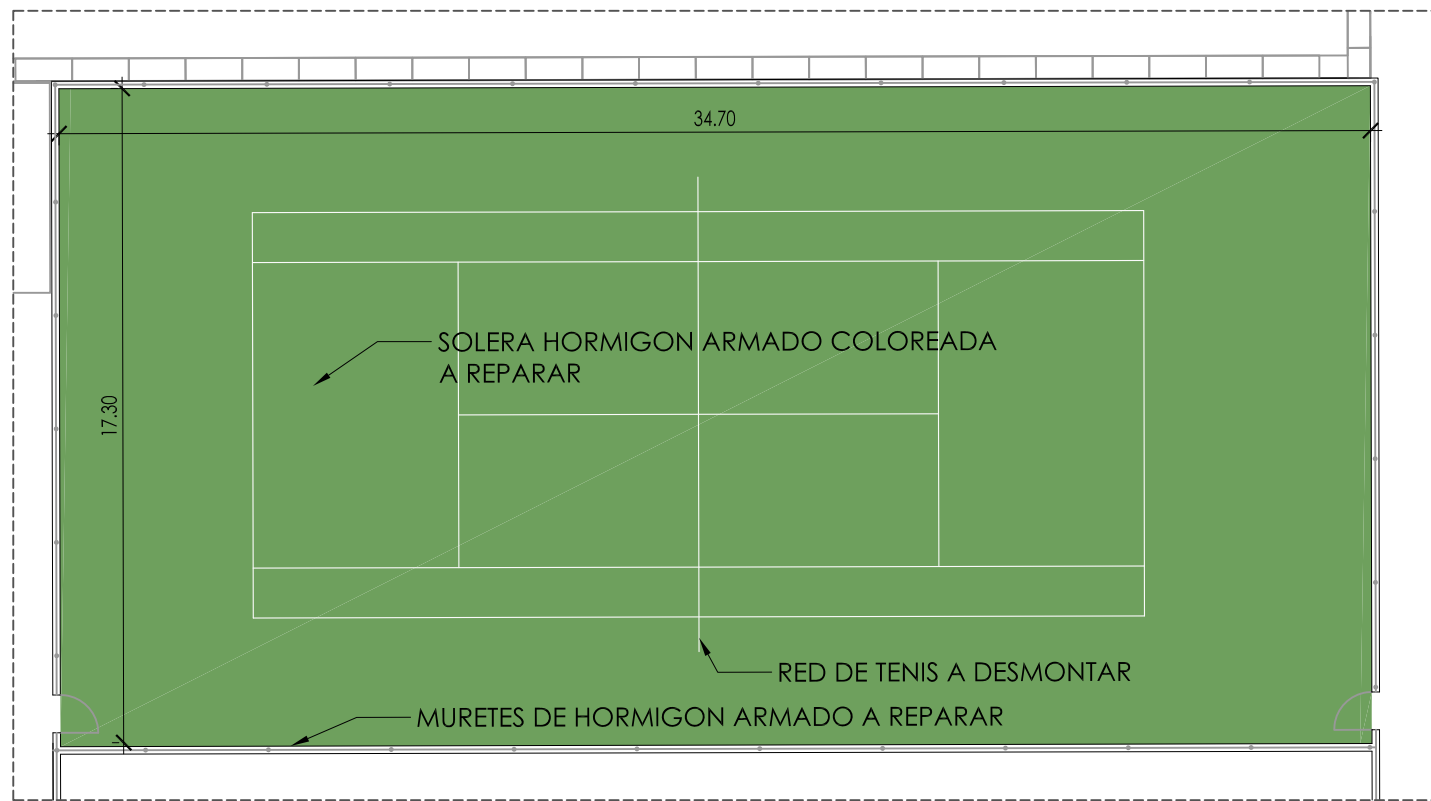 34.70
SOLERA HORMIGON ARMADO COLOREADA
A REPARAR
17.30
RED DE TENIS A DESMONTAR
MURETES DE HORMIGON ARMADO A REPARAR